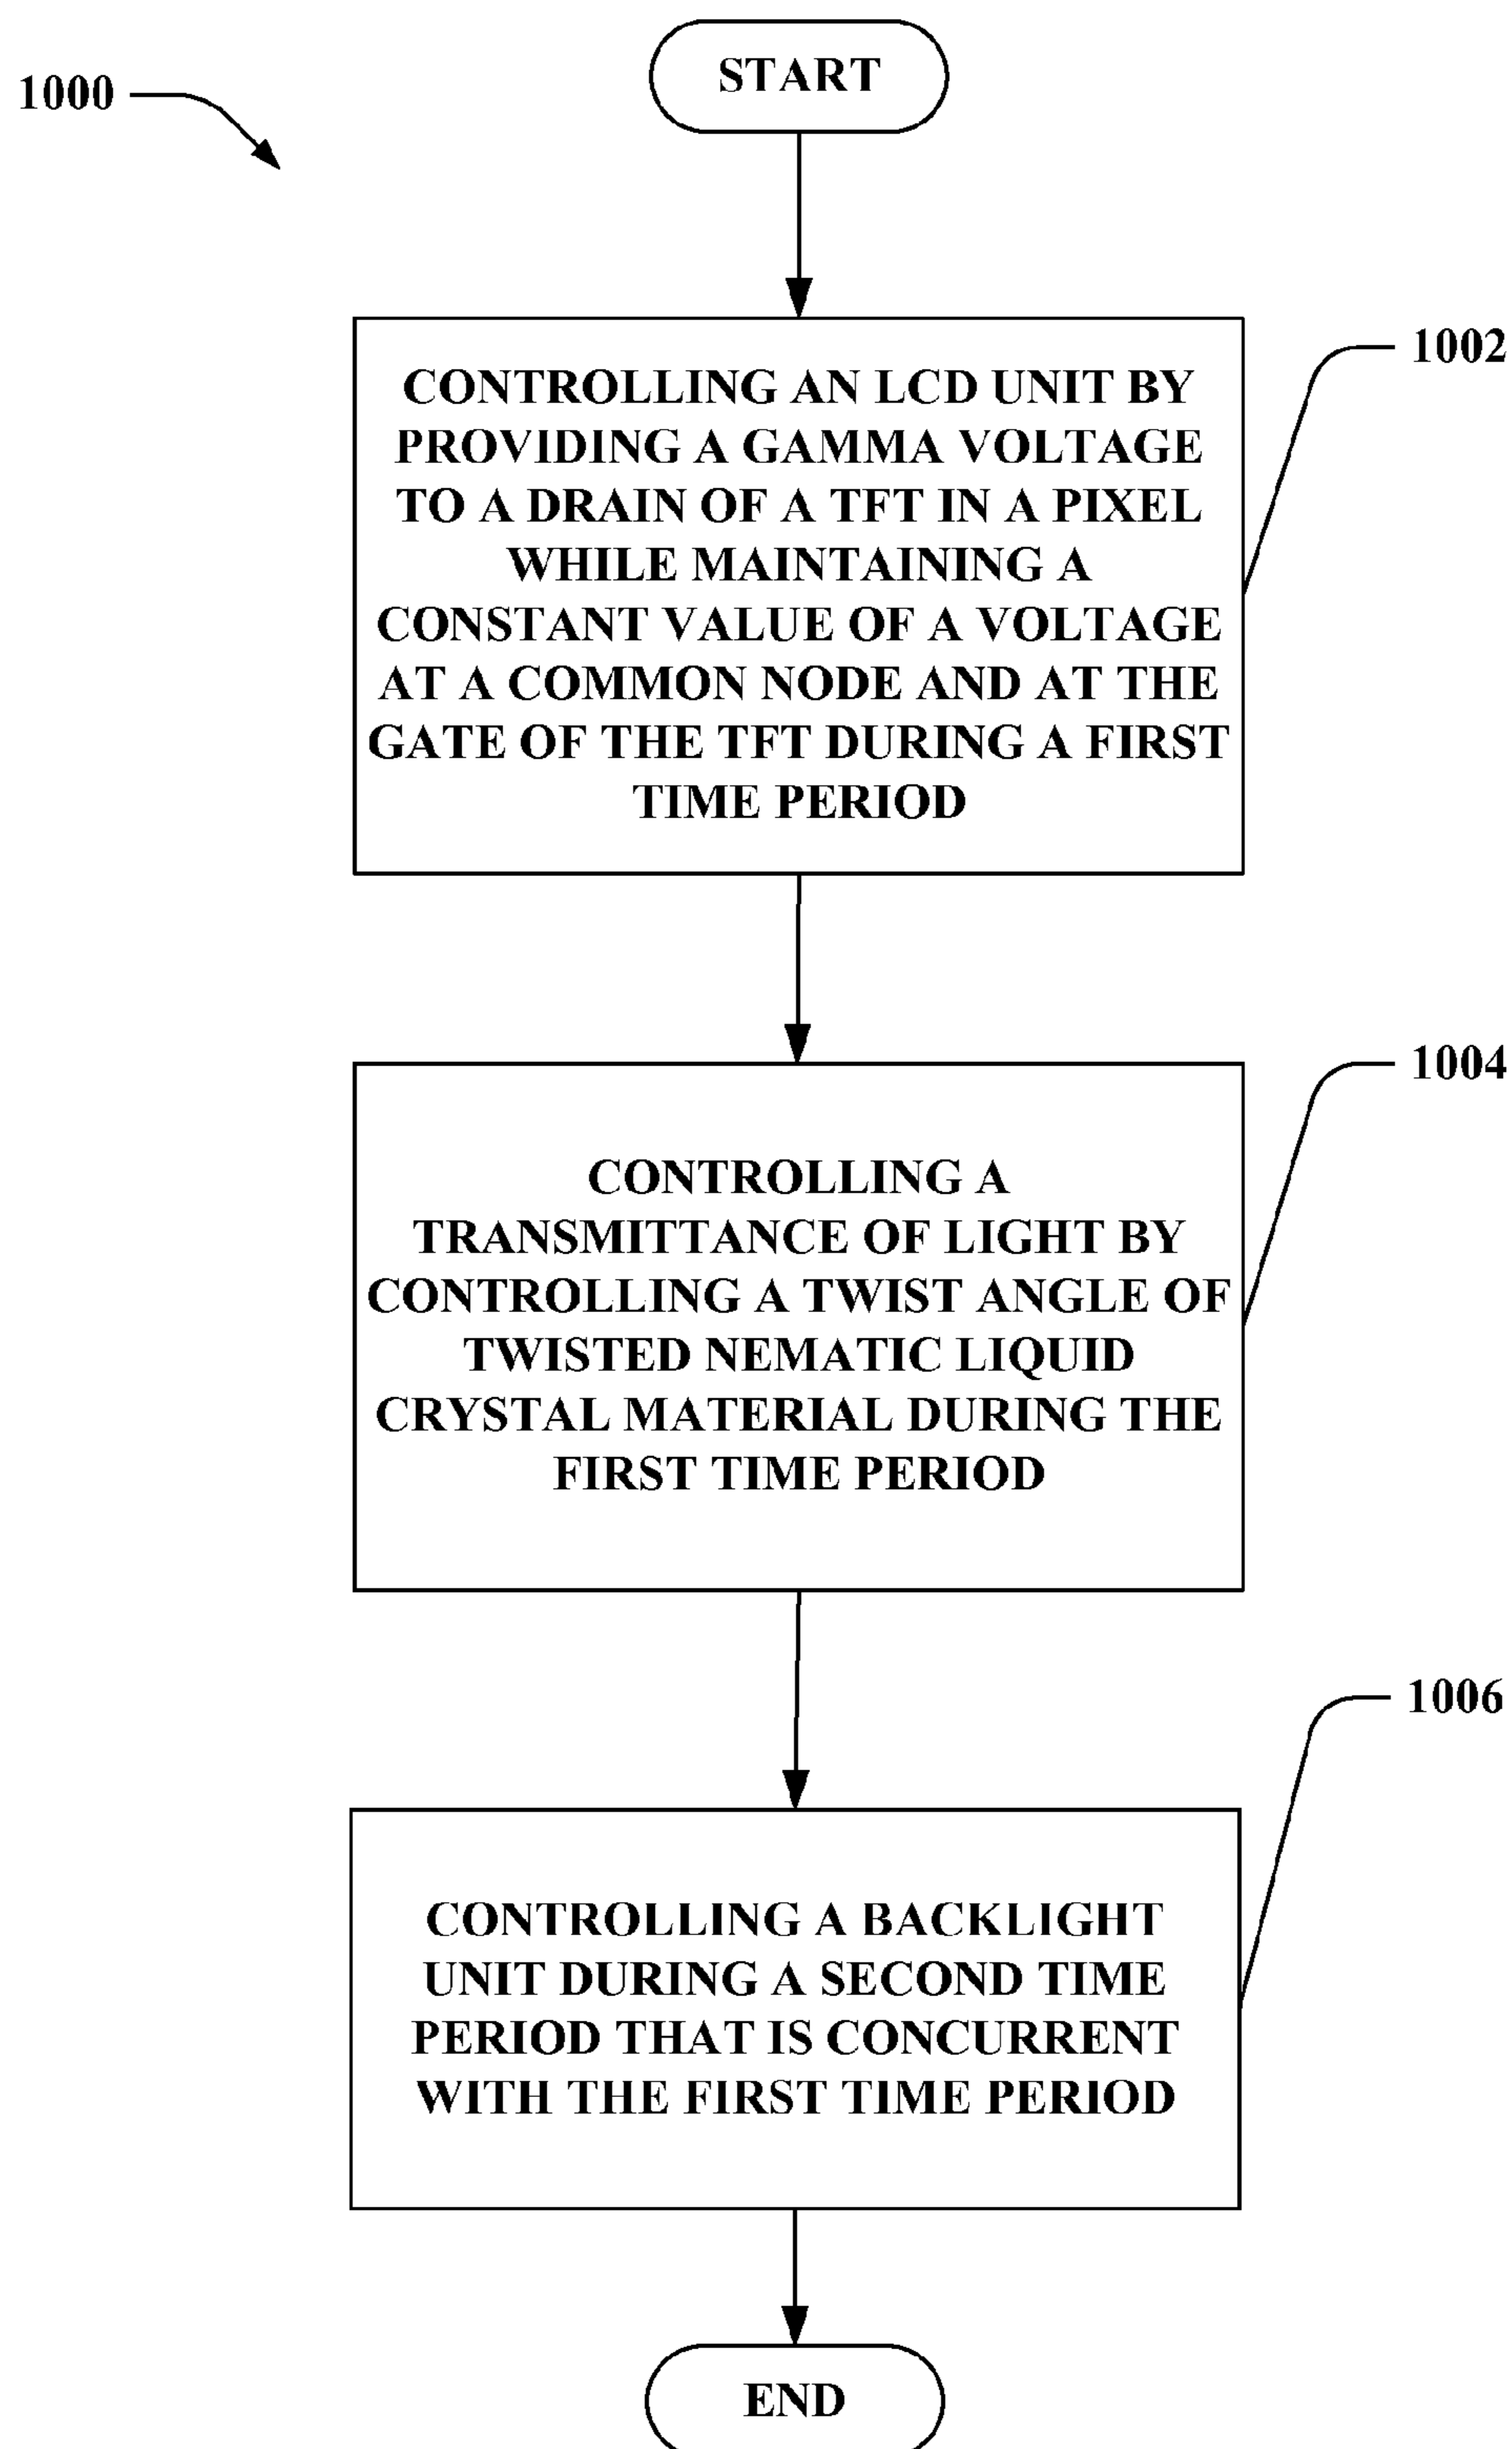 START
1000
CONTROLLING AN LCD UNIT BY
PROVIDING A GAMMA VOLTAGE
TO A DRAIN OF A TFT IN A PIXEL
WHILE MAINTAINING A
CONSTANT VALUE OF A VOLTAGE
AT A COMMON NODE AND AT THE
GATE OF THE TFT DURING A FIRST
TIME PERIOD
1002
CONTROLLING A
TRANSMITTANCE OF LIGHT BY
CONTROLLING A TWIST ANGLE OF
TWISTED NEMATIC LIQUID
CRYSTAL MATERIAL DURING THE
FIRST TIME PERIOD
1004
CONTROLLING A BACKLIGHT
UNIT DURING A SECOND TIME
PERIOD THAT IS CONCURRENT
WITH THE FIRST TIME PERIOD
1006
END